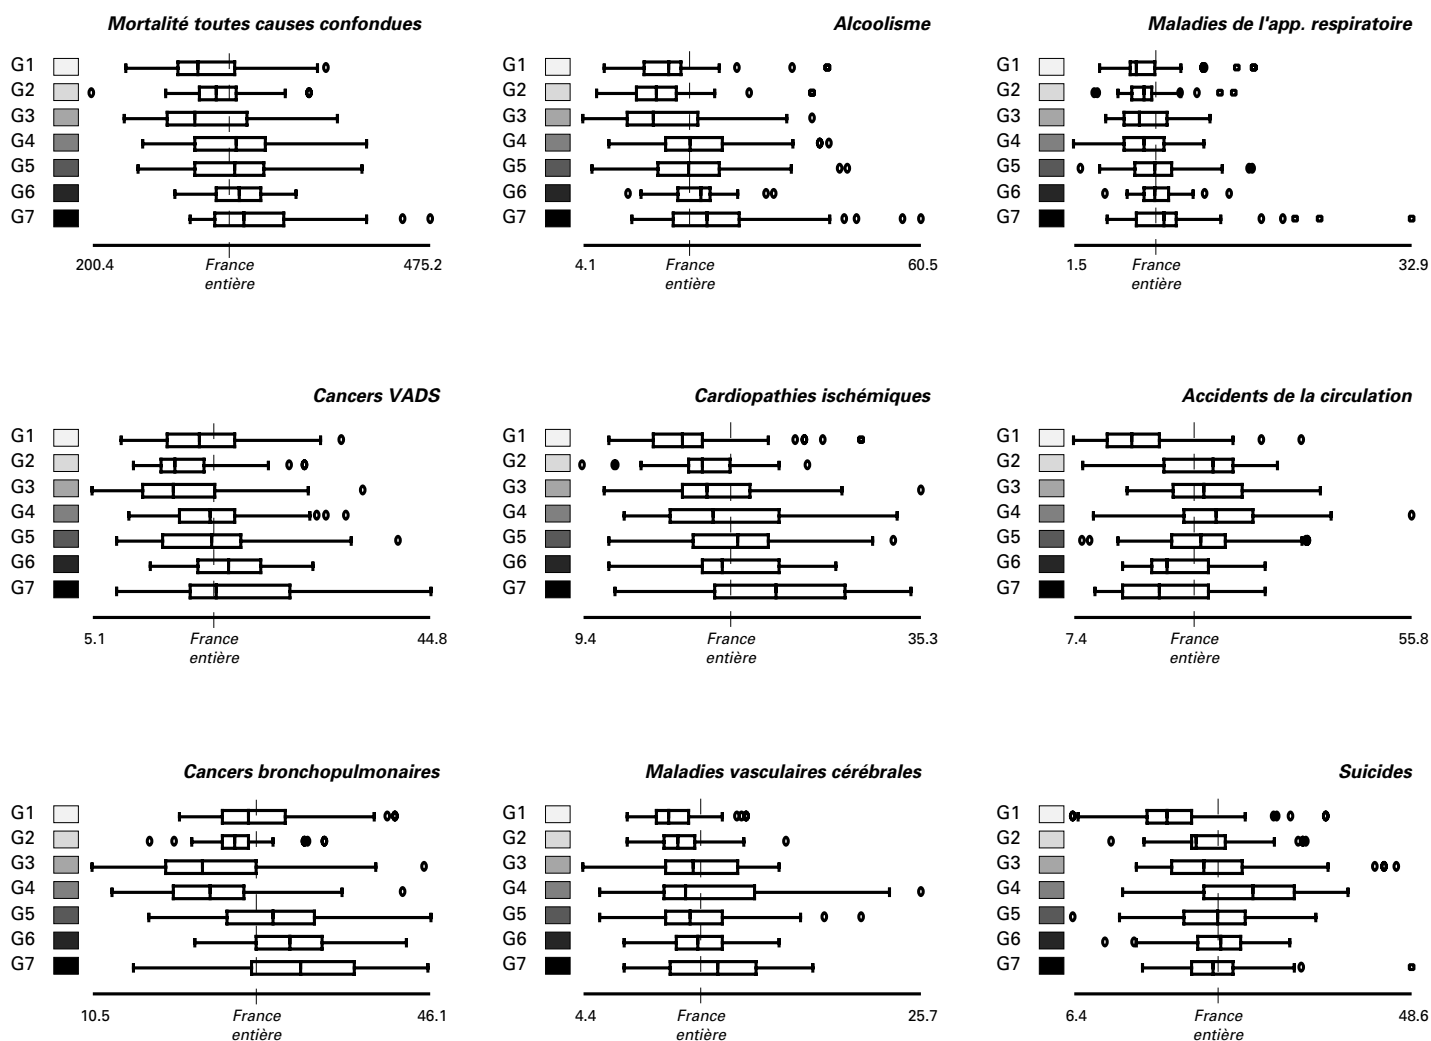 Mortalité toutes causes confondues
G1
G2
G3
G4
G5
G6
G7
200.4
France
entière
475.2
Alcoolisme
G1
G2
G3
G4
G5
G6
G7
4.1
France
entière
60.5
Maladies de l'app. respiratoire
G1
G2
G3
G4
G5
G6
G7
1.5
France
entière
32.9
Cancers VADS
G1
G2
G3
G4
G5
G6
G7
5.1
France
entière
44.8
Cardiopathies ischémiques
G1
G2
G3
G4
G5
G6
G7
9.4
France
entière
35.3
Accidents de la circulation
G1
G2
G3
G4
G5
G6
G7
7.4
France
entière
55.8
Cancers bronchopulmonaires
G1
G2
G3
G4
G5
G6
G7
10.5
France
entière
46.1
Maladies vasculaires cérébrales
G1
G2
G3
G4
G5
G6
G7
4.4
France
entière
25.7
Suicides
G1
G2
G3
G4
G5
G6
G7
6.4
France
entière
48.6